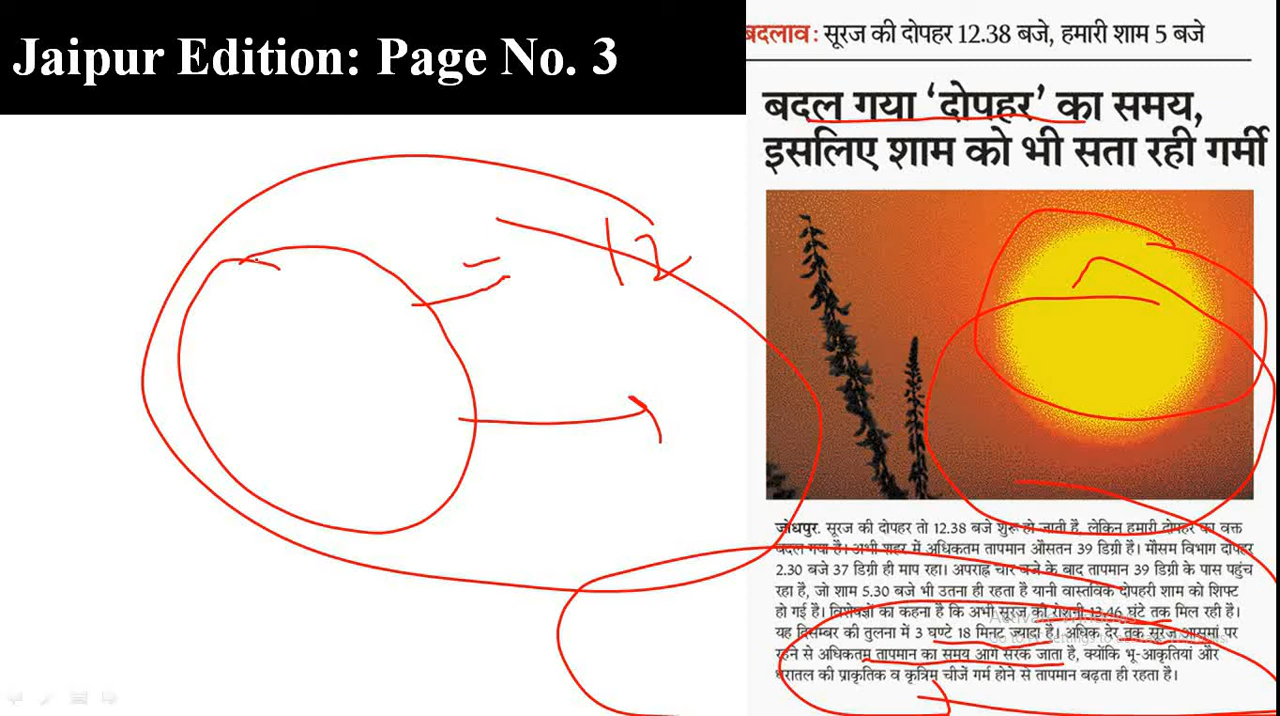 Jaipur Edition: Page No. 3
बदलाव: सूरज की दोपहर 12.38 बजे, हमारी शाम 5 बजे
बदल गया ‘दोपहर’ का समय,
इसलिए शाम को भी सता रही गर्मी
12
जोधपुर. सूरज की दोपहर तो 12.38 बजे शुरू हो जाती है, लेकिन हमारी दोपहर का वक्त
बदल गया है। अभी शहर में अधिकतम तापमान औसतन 39 डिग्री है। मौसम विभाग दोपहर
2.30 बजे 37 डिग्री ही माप रहा। अपराह्न चार बजे के बाद तापमान 39 डिग्री के पास पहुंच
रहा है, जो शाम 5.30 बजे भी उतना ही रहता है यानी वास्तविक दोपहरी शाम को शिफ्ट
हो गई है। विशेषज्ञों का कहना है कि अभी सूरज की रोशनी 13.46 घंटे तक मिल रही है।
यह दिसम्बर की तुलना में 3 घण्टे 18 मिनट ज्यादा है। अधिक देर तक सूरज आसमां पर
रहने से अधिकतम तापमान का समय आगे सरक जाता है, क्योंकि भू-आकृतियां और
धरातल की प्राकृतिक व कृत्रिम चीजें गर्म होने से तापमान बढ़ता ही रहता है।